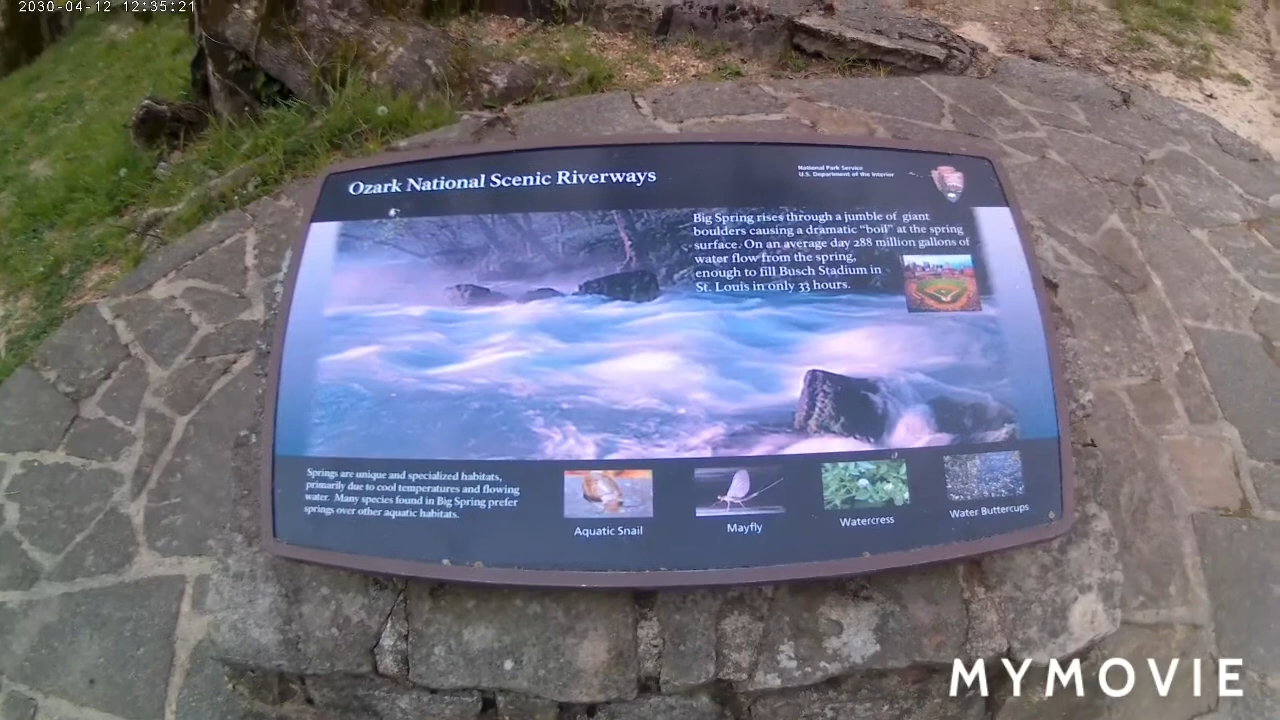 2030-04-12 12:35:21
Ozark National Scenic Riverways
National Park Service
U.S. Department of the Interior
Big Spring rises through a jumble of giant
boulders causing a dramatic “boil” at the spring
surface. On an average day 288 million gallons of
water flow from the spring,
enough to fill Busch Stadium in
St. Louis in only 33 hours.
Springs are unique and specialized habitats,
primarily due to cool temperatures and flowing
water. Many species found in Big Spring prefer
springs over other aquatic habitats.
Aquatic Snail
Mayfly
Watercress
Water Buttercups
MYMOVIE